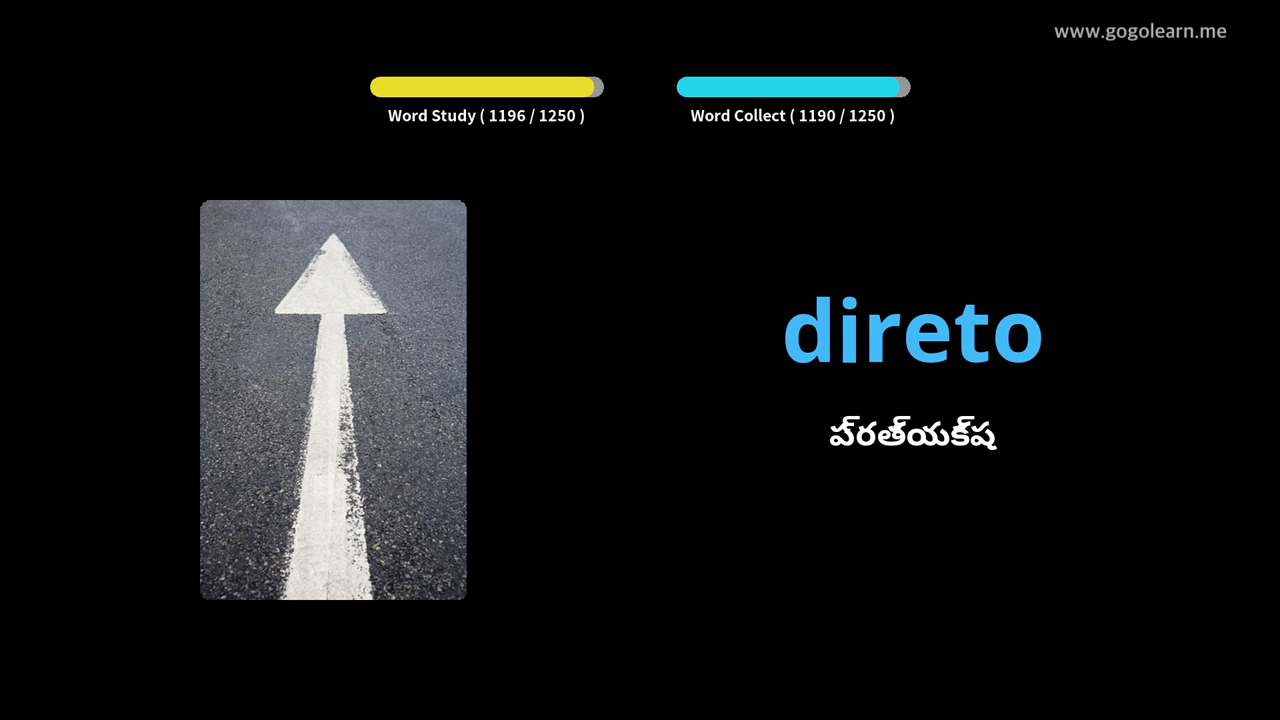 www.gogolearn.me
Word Study ( 1196 / 1250 )
Word Collect ( 1190 / 1250 )
direto
ప్రత్యక్ష